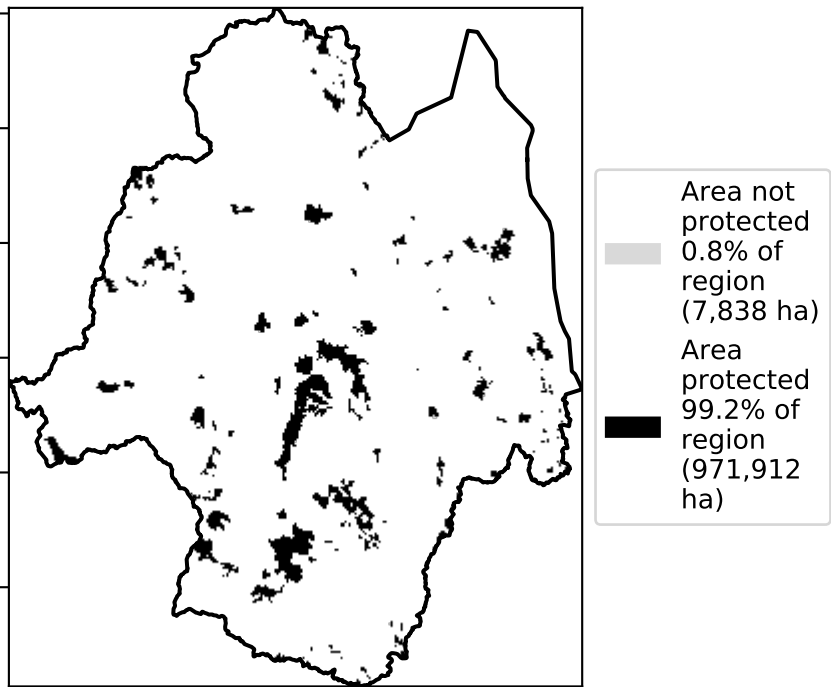 Area not
protected
0.8% of
region
(7,838 ha)
Area
protected
99.2% of
region
(971,912
ha)